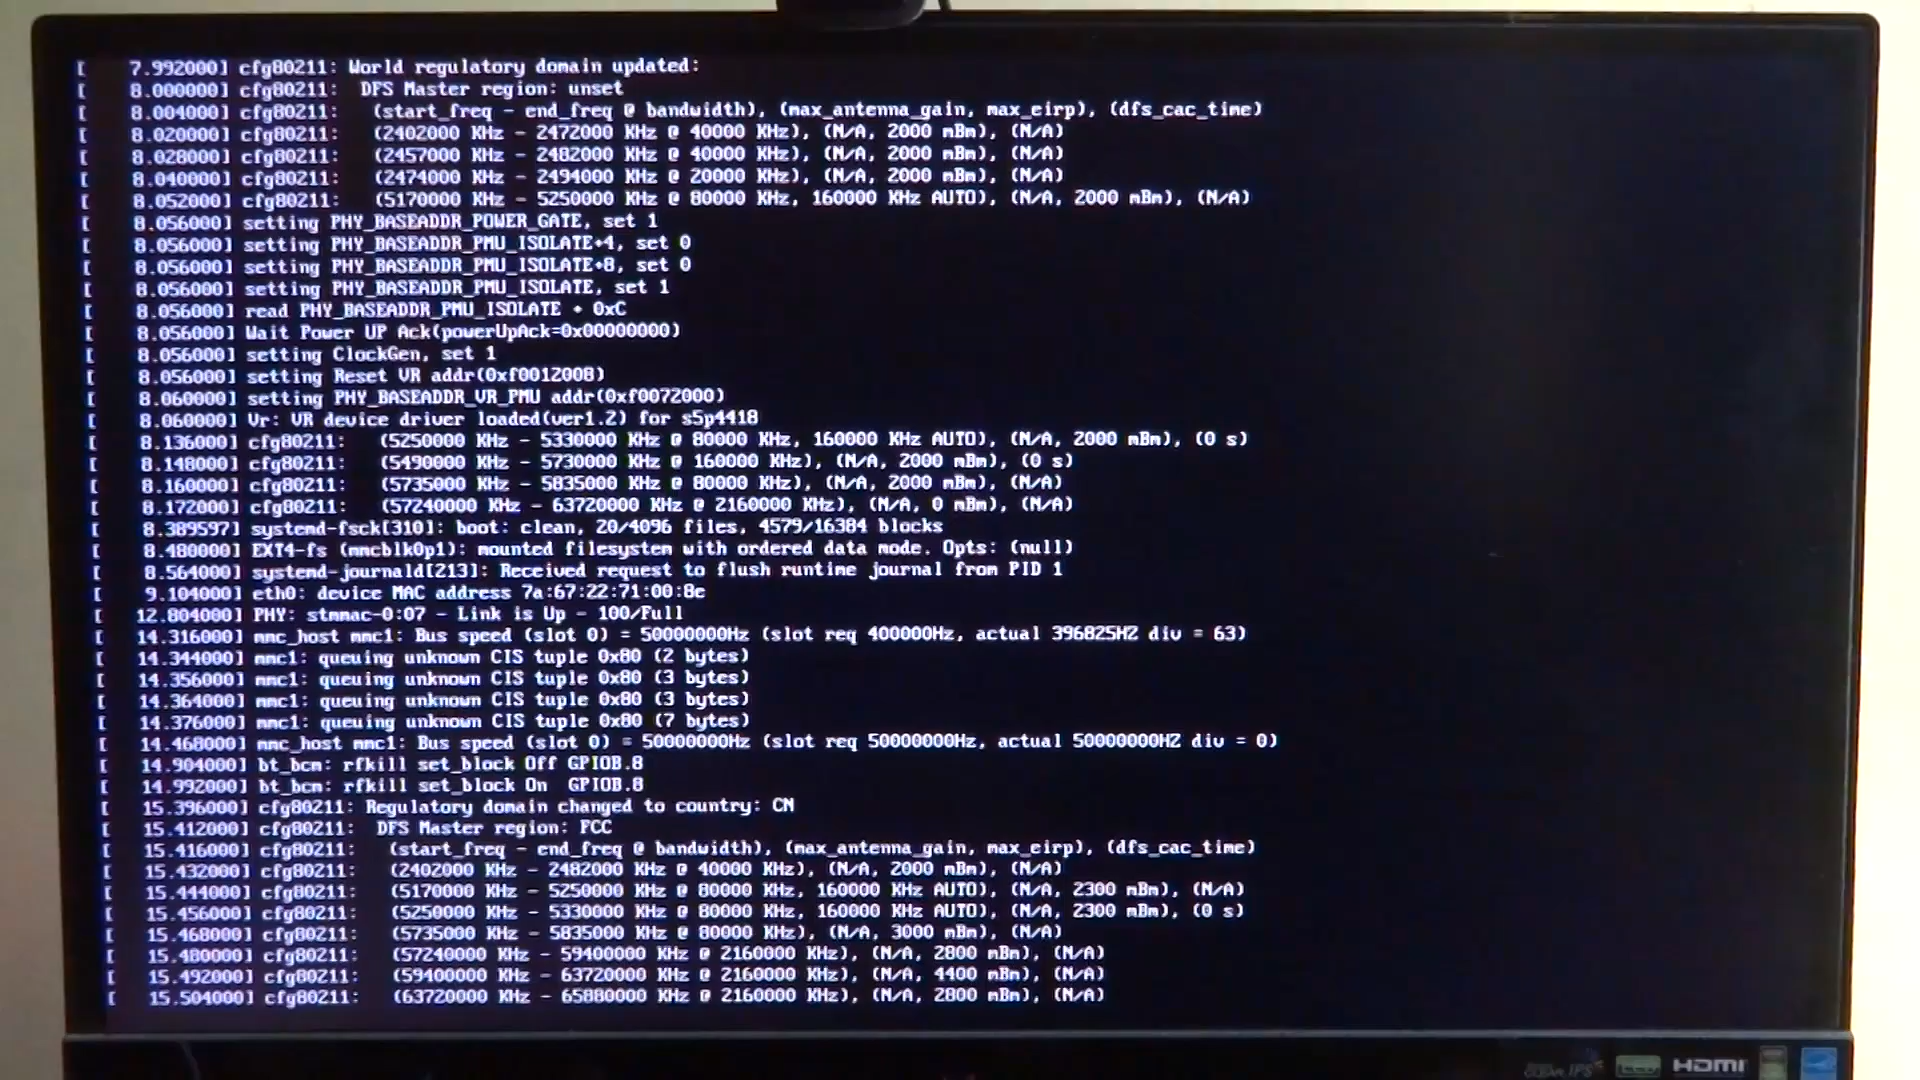 [    7.992000] cfg80211: World regulatory domain updated:
[    8.000000] cfg80211:  DFS Master region: unset
[    8.004000] cfg80211:   (start_freq - end_freq @ bandwidth), (max_antenna_gain, max_eirp), (dfs_cac_time)
[    8.020000] cfg80211:   (2402000 KHz - 2472000 KHz @ 40000 KHz), (N/A, 2000 mBm), (N/A)
[    8.028000] cfg80211:   (2457000 KHz - 2482000 KHz @ 40000 KHz), (N/A, 2000 mBm), (N/A)
[    8.040000] cfg80211:   (2474000 KHz - 2494000 KHz @ 20000 KHz), (N/A, 2000 mBm), (N/A)
[    8.052000] cfg80211:   (5170000 KHz - 5250000 KHz @ 80000 KHz, 160000 KHz AUTO), (N/A, 2000 mBm), (N/A)
[    8.056000] setting PHY_BASEADDR_POWER_GATE, set 1
[    8.056000] setting PHY_BASEADDR_PMU_ISOLATE+4, set 0
[    8.056000] setting PHY_BASEADDR_PMU_ISOLATE+8, set 0
[    8.056000] setting PHY_BASEADDR_PMU_ISOLATE, set 1
[    8.056000] read PHY_BASEADDR_PMU_ISOLATE + 0xC
[    8.056000] Wait Power UP Ack(powerUpAck=0x00000000)
[    8.056000] setting ClockGen, set 1
[    8.056000] setting Reset VR addr(0xf0012008)
[    8.060000] setting PHY_BASEADDR_VR_PMU addr(0xf0072000)
[    8.060000] Vr: VR device driver loaded(ver1.2) for s5p4418
[    8.136000] cfg80211:   (5250000 KHz - 5330000 KHz @ 80000 KHz, 160000 KHz AUTO), (N/A, 2000 mBm), (0 s)
[    8.148000] cfg80211:   (5490000 KHz - 5730000 KHz @ 160000 KHz), (N/A, 2000 mBm), (0 s)
[    8.160000] cfg80211:   (5735000 KHz - 5835000 KHz @ 80000 KHz), (N/A, 2000 mBm), (N/A)
[    8.172000] cfg80211:   (57240000 KHz - 63720000 KHz @ 2160000 KHz), (N/A, 0 mBm), (N/A)
[    8.389597] systemd-fsck[310]: boot: clean, 20/4096 files, 4579/16384 blocks
[    8.480000] EXT4-fs (mmcblk0p1): mounted filesystem with ordered data mode. Opts: (null)
[    8.564000] systemd-journald[213]: Received request to flush runtime journal from PID 1
[    9.104000] eth0: device MAC address 7a:67:22:71:00:8c
[   12.804000] PHY: stmmac-0:07 - Link is Up - 100/Full
[   14.316000] mmc_host mmc1: Bus speed (slot 0) = 50000000Hz (slot req 400000Hz, actual 396825HZ div = 63)
[   14.344000] mmc1: queuing unknown CIS tuple 0x80 (2 bytes)
[   14.356000] mmc1: queuing unknown CIS tuple 0x80 (3 bytes)
[   14.364000] mmc1: queuing unknown CIS tuple 0x80 (3 bytes)
[   14.376000] mmc1: queuing unknown CIS tuple 0x80 (7 bytes)
[   14.468000] mmc_host mmc1: Bus speed (slot 0) = 50000000Hz (slot req 50000000Hz, actual 50000000HZ div = 0)
[   14.904000] bt_bcm: rfkill set_block Off GPIOB.8
[   14.992000] bt_bcm: rfkill set_block On  GPIOB.8
[   15.396000] cfg80211: Regulatory domain changed to country: CN
[   15.412000] cfg80211:  DFS Master region: FCC
[   15.416000] cfg80211:   (start_freq - end_freq @ bandwidth), (max_antenna_gain, max_eirp), (dfs_cac_time)
[   15.432000] cfg80211:   (2402000 KHz - 2482000 KHz @ 40000 KHz), (N/A, 2000 mBm), (N/A)
[   15.444000] cfg80211:   (5170000 KHz - 5250000 KHz @ 80000 KHz, 160000 KHz AUTO), (N/A, 2300 mBm), (N/A)
[   15.456000] cfg80211:   (5250000 KHz - 5330000 KHz @ 80000 KHz, 160000 KHz AUTO), (N/A, 2300 mBm), (0 s)
[   15.468000] cfg80211:   (5735000 KHz - 5835000 KHz @ 80000 KHz), (N/A, 3000 mBm), (N/A)
[   15.480000] cfg80211:   (57240000 KHz - 59400000 KHz @ 2160000 KHz), (N/A, 2800 mBm), (N/A)
[   15.492000] cfg80211:   (59400000 KHz - 63720000 KHz @ 2160000 KHz), (N/A, 4400 mBm), (N/A)
[   15.504000] cfg80211:   (63720000 KHz - 65880000 KHz @ 2160000 KHz), (N/A, 2800 mBm), (N/A)
HDMI